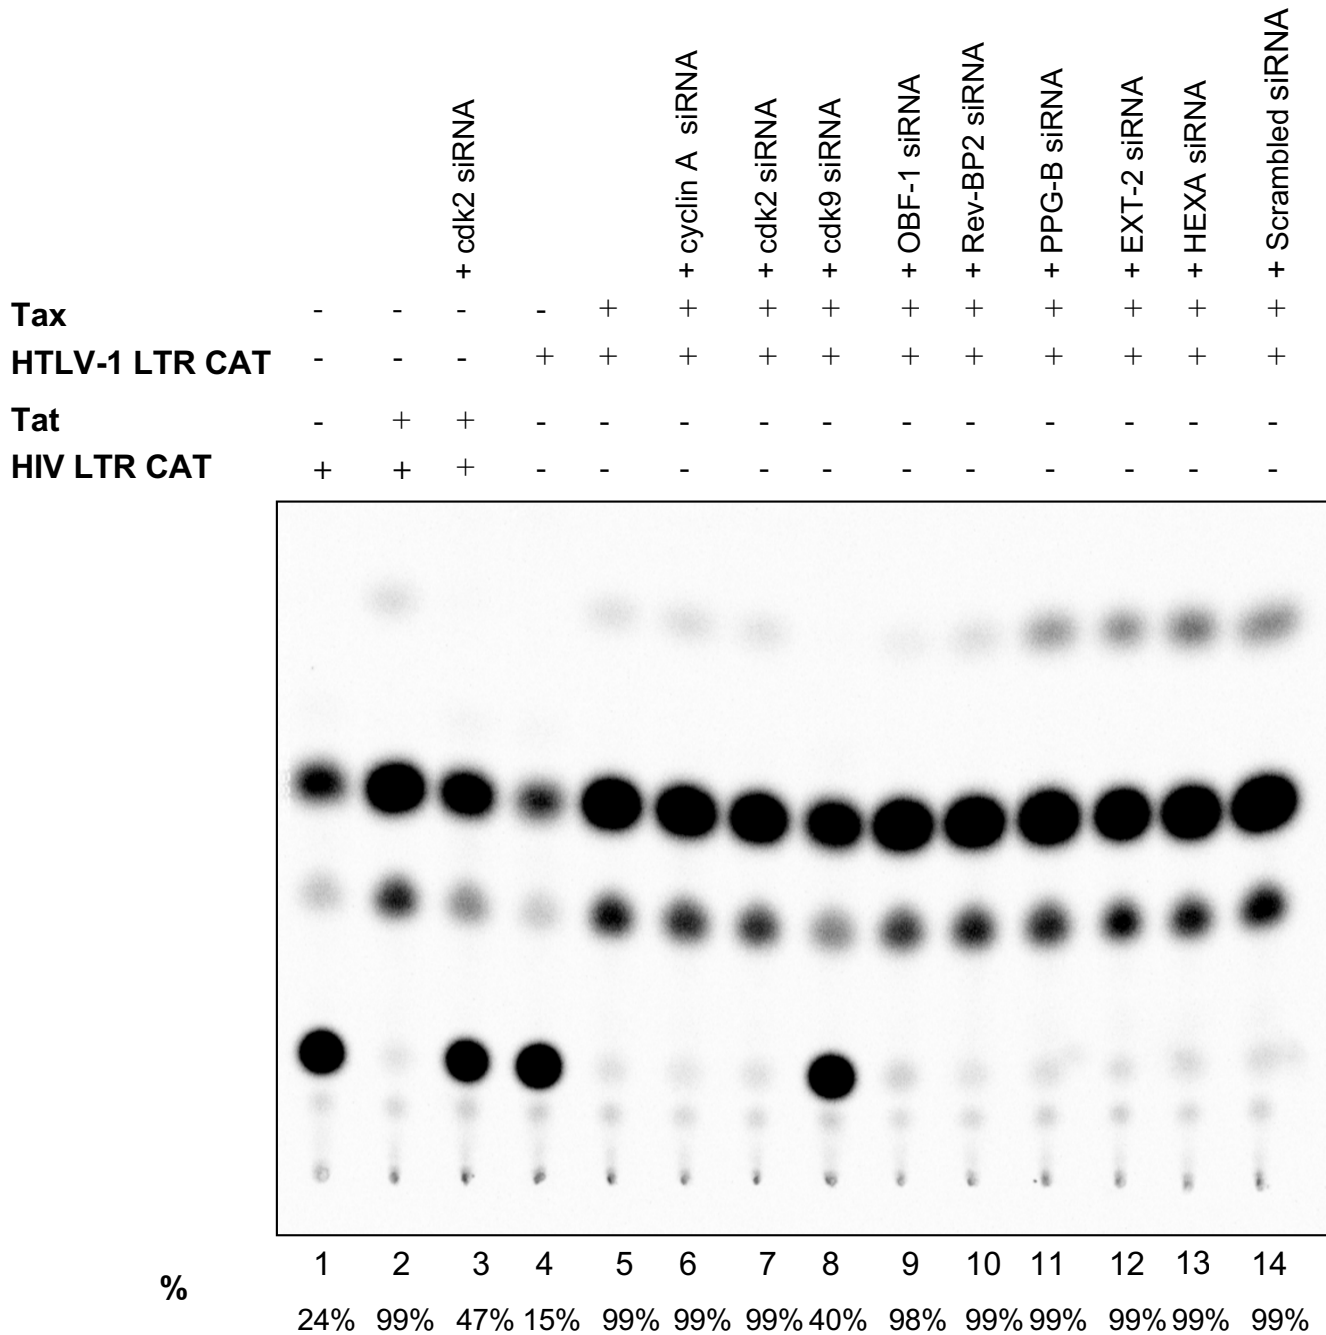 + cdk2 siRNA
+ cyclin A siRNA
+ cdk2 siRNA
+ cdk9 siRNA
+ OBF-1 siRNA
+ Rev-BP2 siRNA
+ PPG-B siRNA
+ EXT-2 siRNA
+ HEXA siRNA
+ Scrambled siRNA
Tax - - - - + + + + + + + + + +
HTLV-1 LTR CAT - - - + + + + + + + + + + +
Tat - + + - - - - - - - - - - -
HIV LTR CAT + + + - - - - - - - - - - -
1 2 3 4 5 6 7 8 9 10 11 12 13 14
%
24% 99% 47% 15% 99% 99% 99% 40% 98% 99% 99% 99% 99% 99%